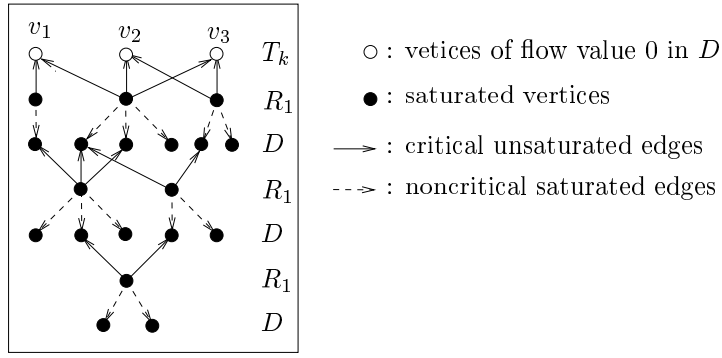 v1 v2 v3
Tk
R1
D
R1
D
R1
D
: vetices of flow value 0 in D
: saturated vertices
: critical unsaturated edges
: noncritical saturated edges